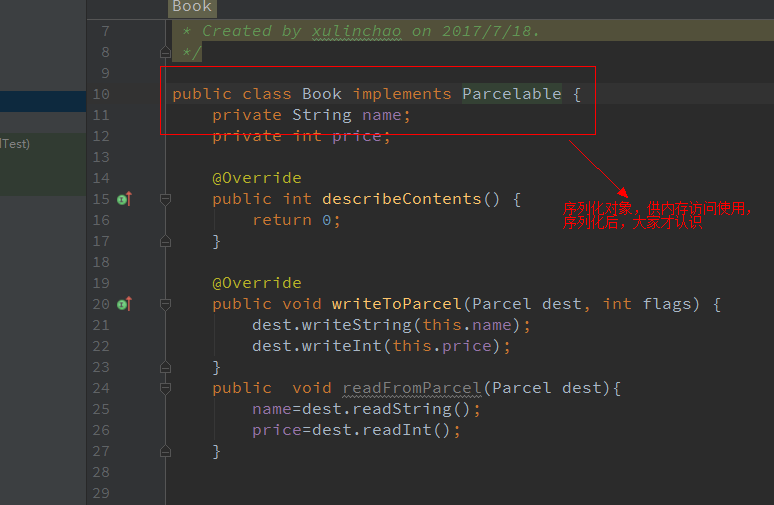 Book
7 * Created by xulinchao on 2017/7/18.
8 */
9
10 public class Book implements Parcelable {
11 private String name;
12 private int price;
13
14 @Override
15 public int describeContents() {
16 return 0;
17 }
18
19 @Override
20 public void writeToParcel(Parcel dest, int flags) {
21 dest.writeString(this.name);
22 dest.writeInt(this.price);
23 }
24 public  void readFromParcel(Parcel dest){
25 name=dest.readString();
26 price=dest.readInt();
27 }
28
29
lTest)
序列化对象，供内存访问使用，
序列化后，大家才认识